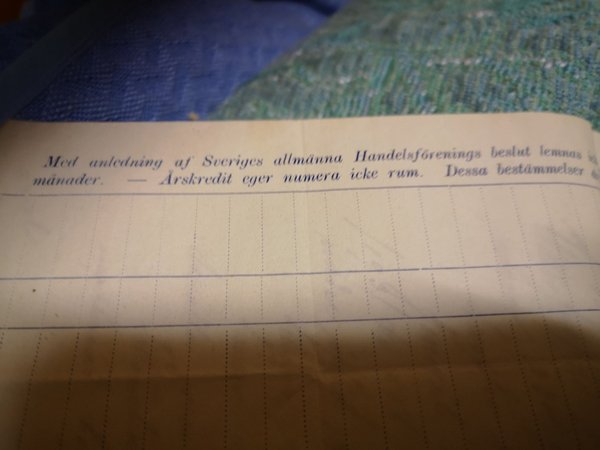 Med anledning af Sveriges allmänna Handelsförenings beslut lemnas
månader. — Årskredit eger numera icke rum. Dessa bestämmelser